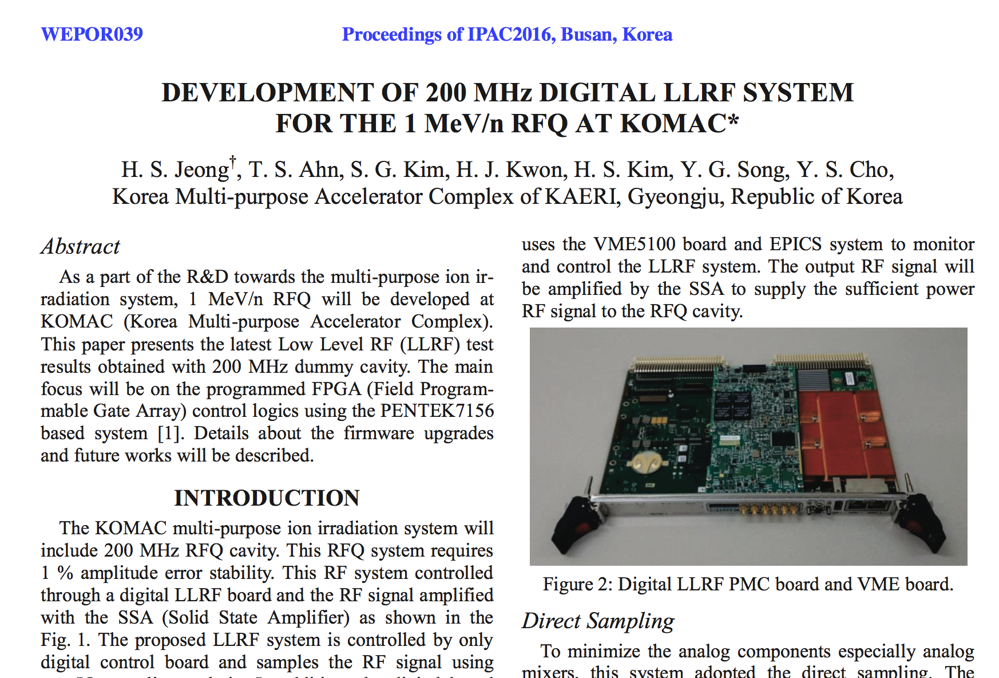 WEPOR039
Proceedings of IPAC2016, Busan, Korea
DEVELOPMENT OF 200 MHz DIGITAL LLRF SYSTEM
FOR THE 1 MeV/n RFQ AT KOMAC*
H. S. Jeong†, T. S. Ahn, S. G. Kim, H. J. Kwon, H. S. Kim, Y. G. Song, Y. S. Cho,
Korea Multi-purpose Accelerator Complex of KAERI, Gyeongju, Republic of Korea
Abstract
As a part of the R&D towards the multi-purpose ion ir-
radiation system, 1 MeV/n RFQ will be developed at
KOMAC (Korea Multi-purpose Accelerator Complex).
This paper presents the latest Low Level RF (LLRF) test
results obtained with 200 MHz dummy cavity. The main
focus will be on the programmed FPGA (Field Program-
mable Gate Array) control logics using the PENTEK7156
based system [1]. Details about the firmware upgrades
and future works will be described.
INTRODUCTION
The KOMAC multi-purpose ion irradiation system will
include 200 MHz RFQ cavity. This RFQ system requires
1 % amplitude error stability. This RF system controlled
through a digital LLRF board and the RF signal amplified
with the SSA (Solid State Amplifier) as shown in the
Fig. 1. The proposed LLRF system is controlled by only
digital control board and samples the RF signal using
uses the VME5100 board and EPICS system to monitor
and control the LLRF system. The output RF signal will
be amplified by the SSA to supply the sufficient power
RF signal to the RFQ cavity.
Figure 2: Digital LLRF PMC board and VME board.
Direct Sampling
To minimize the analog components especially analog
mixers, this system adopted the direct sampling. The